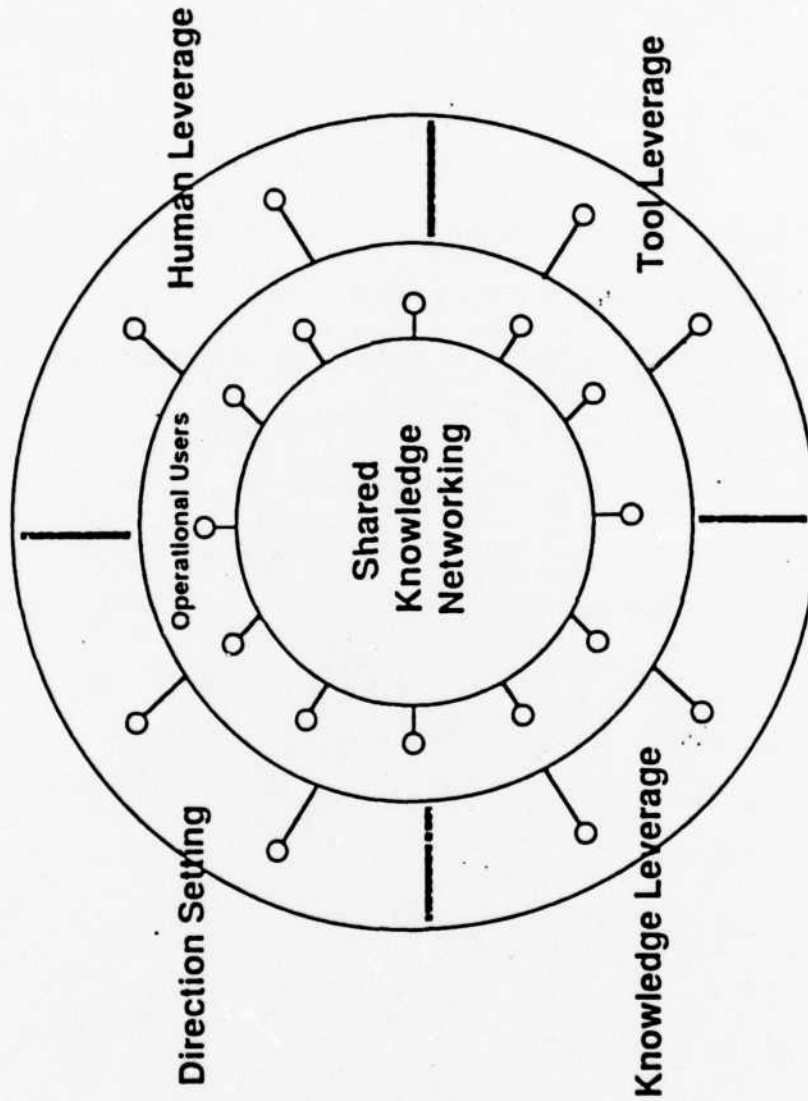 Direction Setting
Human Leverage
Operational Users
Shared
Knowledge
Networking
Knowledge Leverage
Tool Leverage